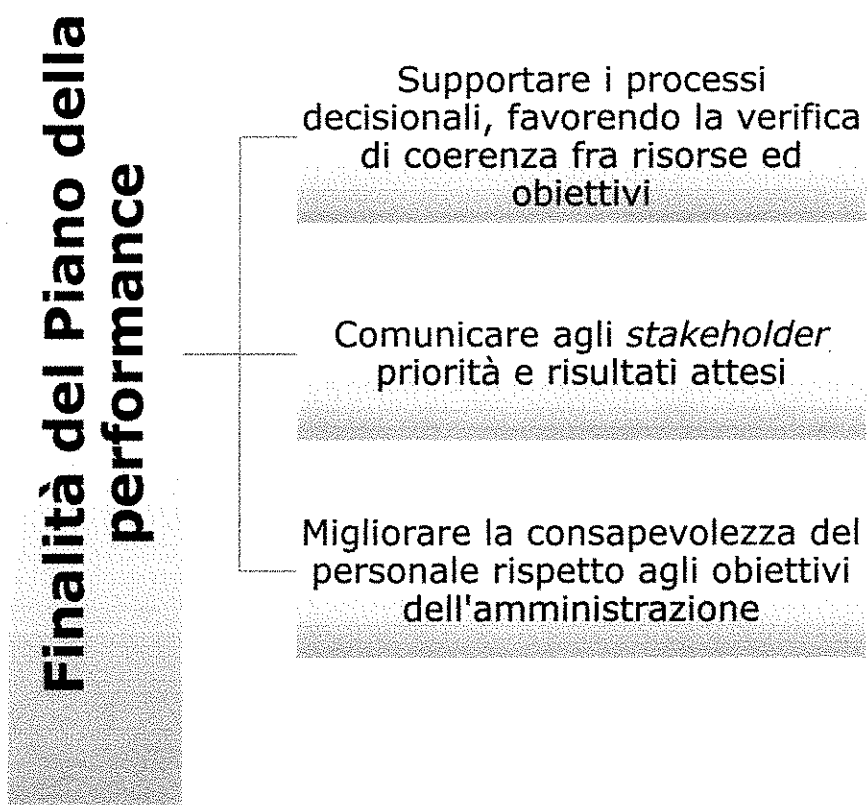 Finalità del Piano della
performance
Supportare i processi
decisionali, favorendo la verifica
di coerenza fra risorse ed
obiettivi
Comunicare agli stakeholder
priorità e risultati attesi
Migliorare la consapevolezza del
personale rispetto agli obiettivi
dell'amministrazione